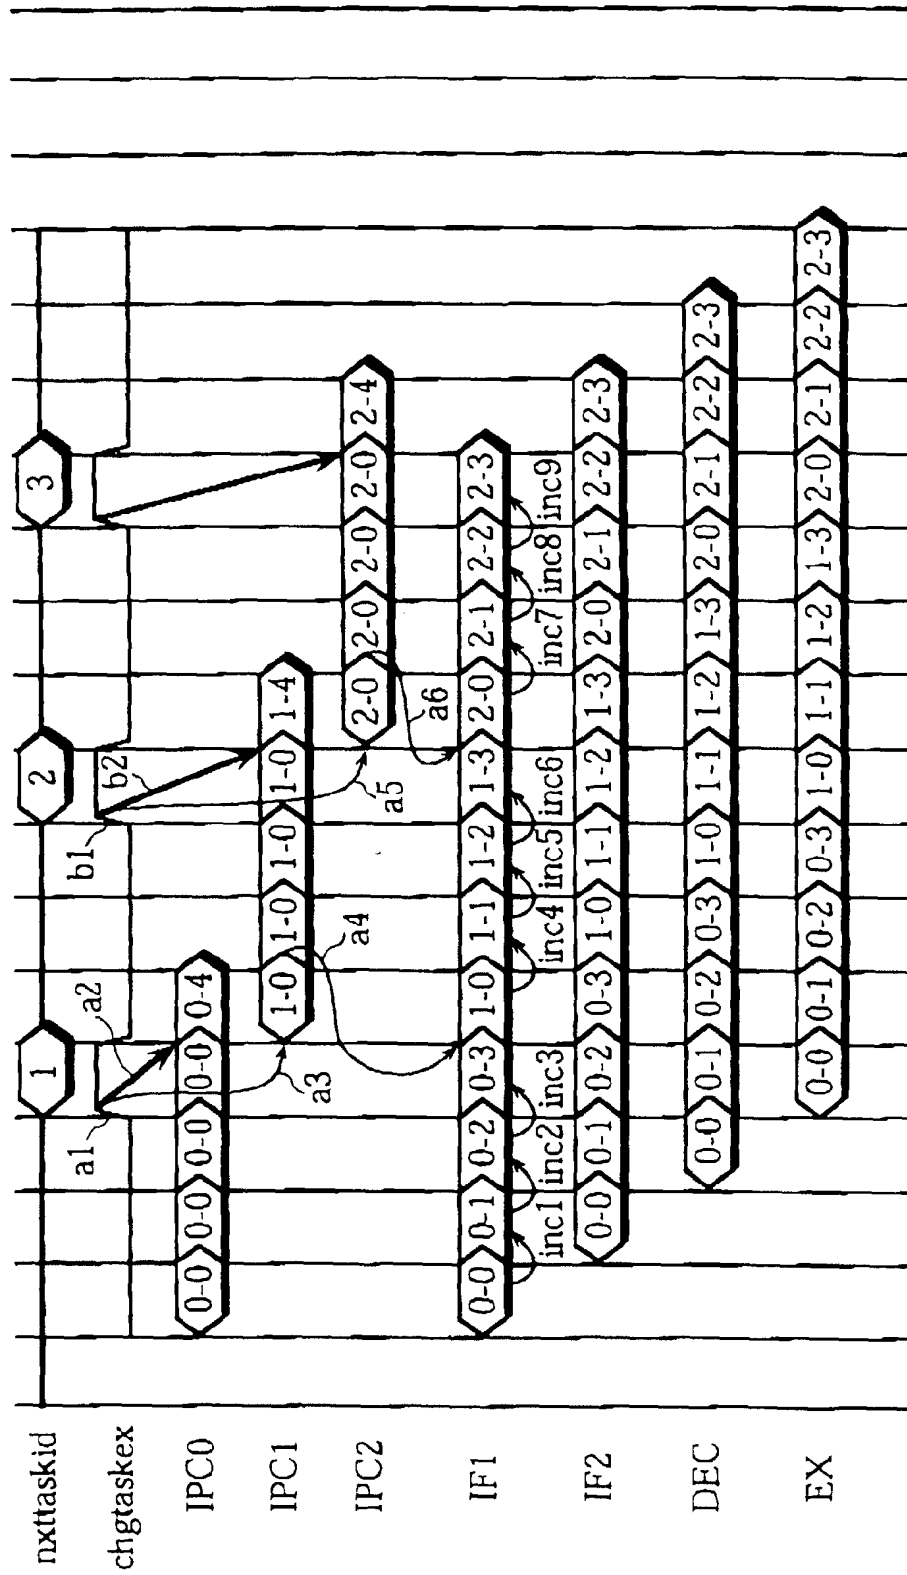 nxttaskid 1 2 3
chgtaskex a1 a2 a3 b1 b2 a5
IPC0 0-0 0-0 0-0 0-0 0-4
IPC1 1-0 1-0 1-0 1-0 1-4
IPC2 2-0 2-0 2-0 2-0 2-4
a4 a6
IF1 0-0 0-1 0-2 0-3 1-0 1-1 1-2 1-3 2-0 2-1 2-2 2-3
inc1 inc2 inc3 inc4 inc5 inc6 inc7 inc8 inc9
IF2 0-0 0-1 0-2 0-3 1-0 1-1 1-2 1-3 2-0 2-1 2-2 2-3
DEC 0-0 0-1 0-2 0-3 1-0 1-1 1-2 1-3 2-0 2-1 2-2 2-3
EX 0-0 0-1 0-2 0-3 1-0 1-1 1-2 1-3 2-0 2-1 2-2 2-3